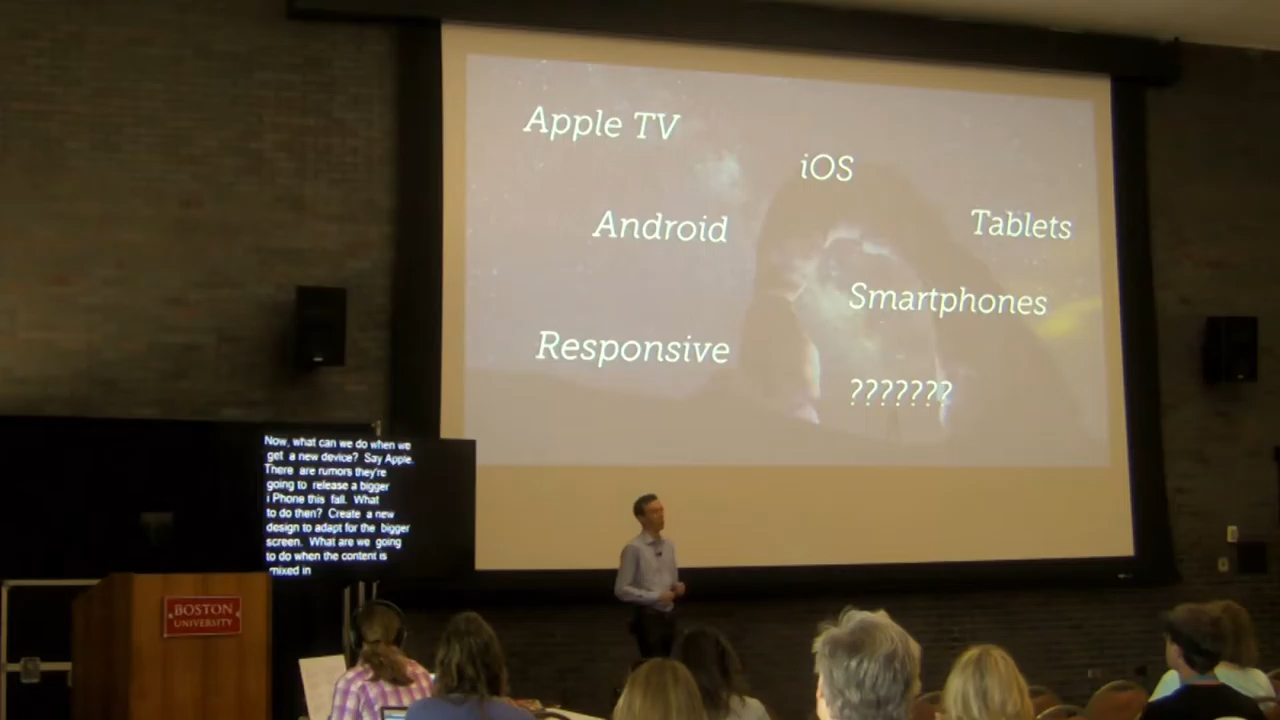 Apple TV
iOS
Android
Tablets
Smartphones
Responsive
???????
Now, what can we do when we
get a new device? Say Apple.
There are rumors they're
going to release a bigger
i Phone this fall. What
to do then? Create a new
design to adapt for the bigger
screen. What are we going
to do when the content is
mixed in
BOSTON
UNIVERSITY